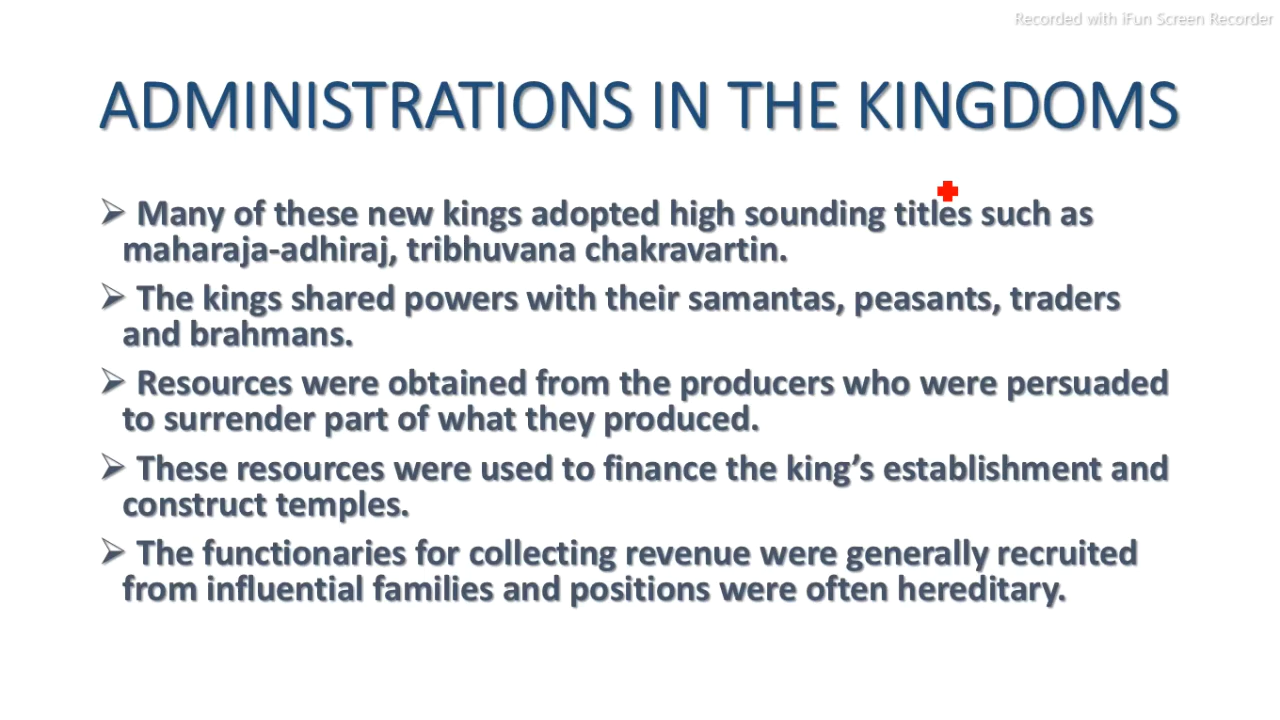 Recorded with iFun Screen Recorder
ADMINISTRATIONS IN THE KINGDOMS
➢ Many of these new kings adopted high sounding titles such as
maharaja-adhiraj, tribhuvana chakravartin.
➢ The kings shared powers with their samantas, peasants, traders
and brahmans.
➢ Resources were obtained from the producers who were persuaded
to surrender part of what they produced.
➢ These resources were used to finance the king’s establishment and
construct temples.
➢ The functionaries for collecting revenue were generally recruited
from influential families and positions were often hereditary.